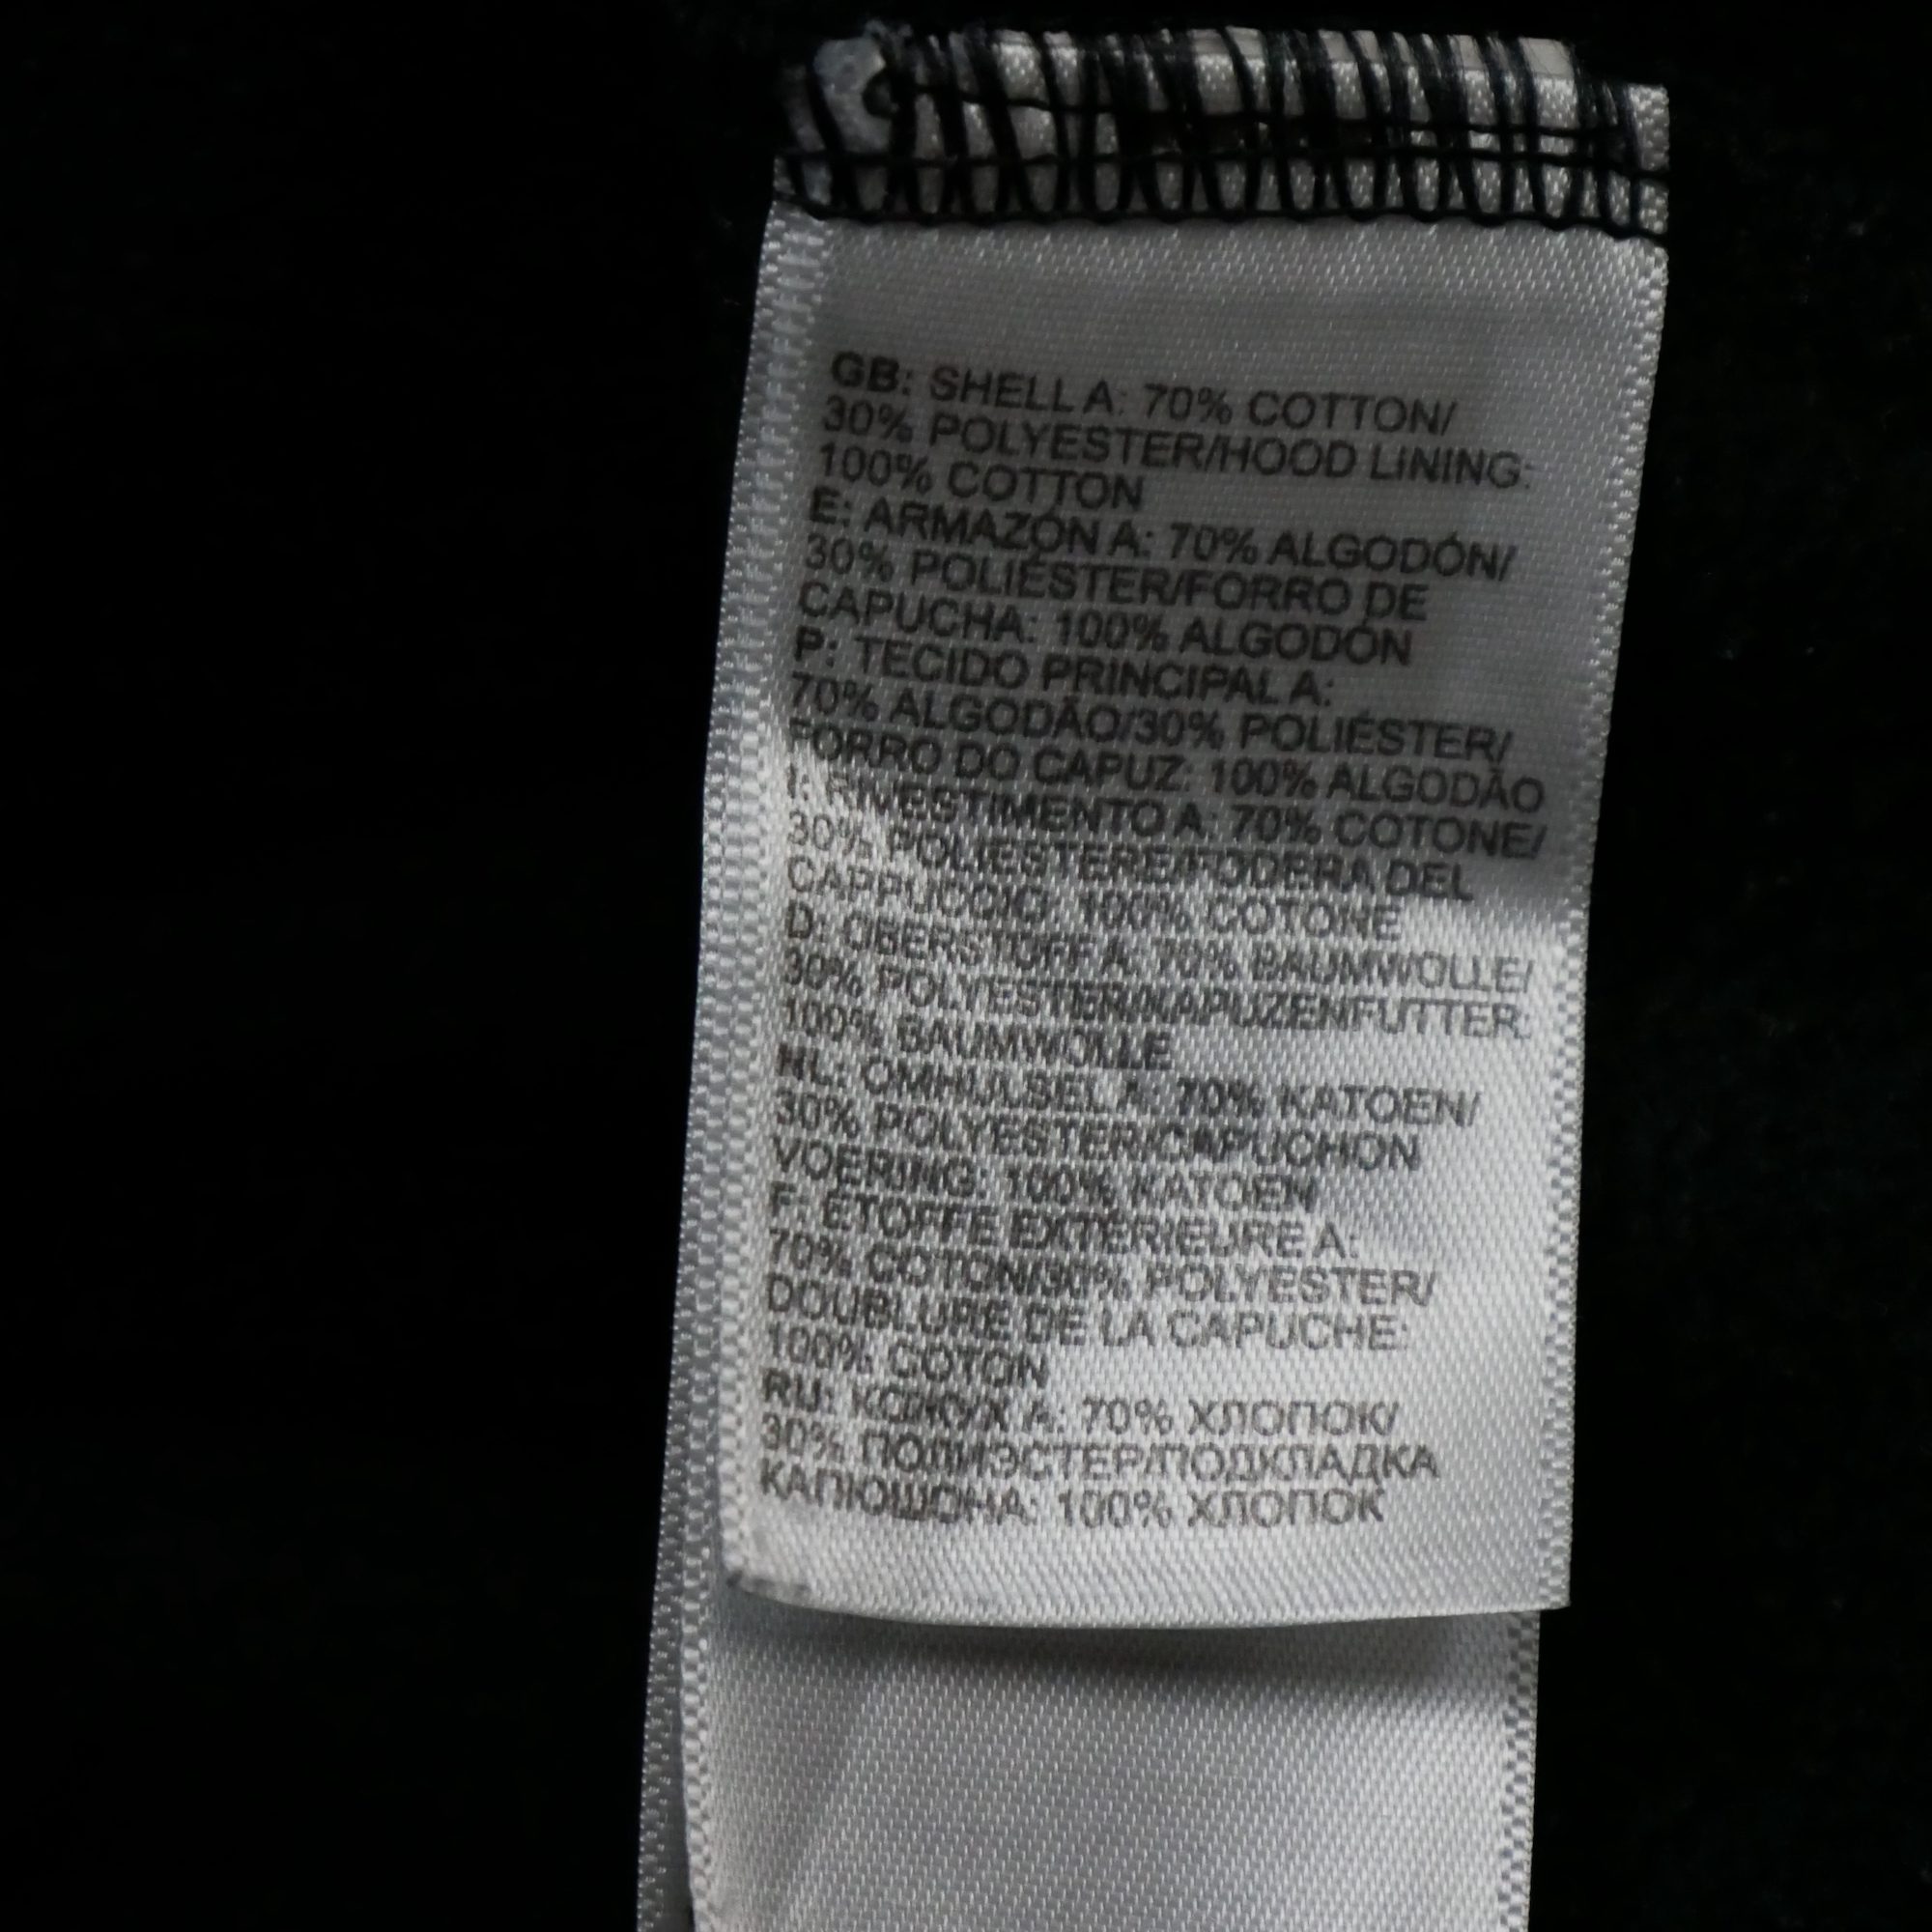 GB: SHELL A: 70% COTTON/
30% POLYESTER/HOOD LINING:
100% COTTON
E: ARMAZÓN A: 70% ALGODÓN/
30% POLIÉSTER/FORRO DE
CAPUCHA: 100% ALGODÓN
P: TECIDO PRINCIPAL A:
70% ALGODÃO/30% POLIÉSTER/
FORRO DO CAPUZ: 100% ALGODÃO
I: RIVESTIMENTO A: 70% COTONE/
30% POLIESTERE/FODERA DEL
CAPPUCCIO: 100% COTONE
D: OBERSTOFF A: 70% BAUMWOLLE/
30% POLYESTER/KAPUZENFUTTER:
100% BAUMWOLLE
NL: OMHULSEL A: 70% KATOEN/
30% POLYESTER/CAPUCHON
VOERING: 100% KATOEN
F: ÉTOFFE EXTÉRIEURE A:
70% COTON/30% POLYESTER/
DOUBLURE DE LA CAPUCHE:
100% COTON
RU: КОЖУХ А: 70% ХЛОПОК/
30% ПОЛИЭСТЕР/ПОДКЛАДКА
КАПЮШОНА: 100% ХЛОПОК